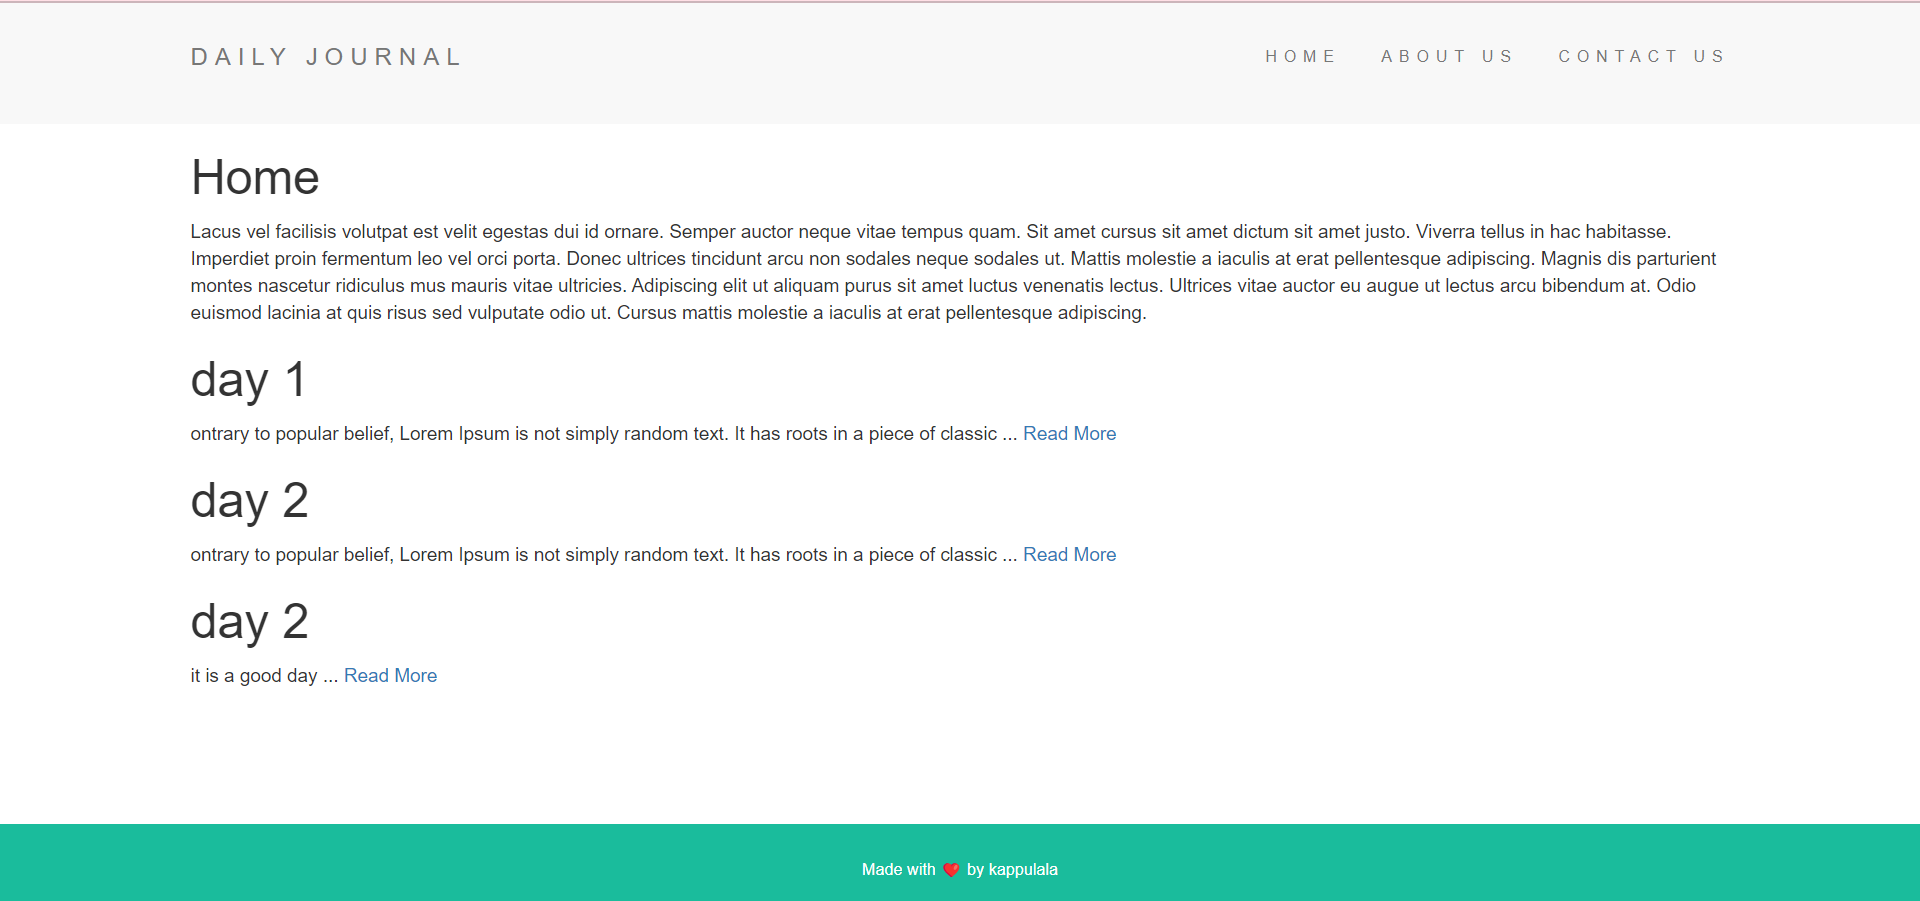 DAILY JOURNAL
HOME ABOUT US CONTACT US
Home
Lacus vel facilisis volutpat est velit egestas dui id ornare. Semper auctor neque vitae tempus quam. Sit amet cursus sit amet dictum sit amet justo. Viverra tellus in hac habitasse.
Imperdiet proin fermentum leo vel orci porta. Donec ultrices tincidunt arcu non sodales neque sodales ut. Mattis molestie a iaculis at erat pellentesque adipiscing. Magnis dis parturient
montes nascetur ridiculus mus mauris vitae ultricies. Adipiscing elit ut aliquam purus sit amet luctus venenatis lectus. Ultrices vitae auctor eu augue ut lectus arcu bibendum at. Odio
euismod lacinia at quis risus sed vulputate odio ut. Cursus mattis molestie a iaculis at erat pellentesque adipiscing.
day 1
ontrary to popular belief, Lorem Ipsum is not simply random text. It has roots in a piece of classic ... Read More
day 2
ontrary to popular belief, Lorem Ipsum is not simply random text. It has roots in a piece of classic ... Read More
day 2
it is a good day ... Read More
Made with ❤️ by kappulala